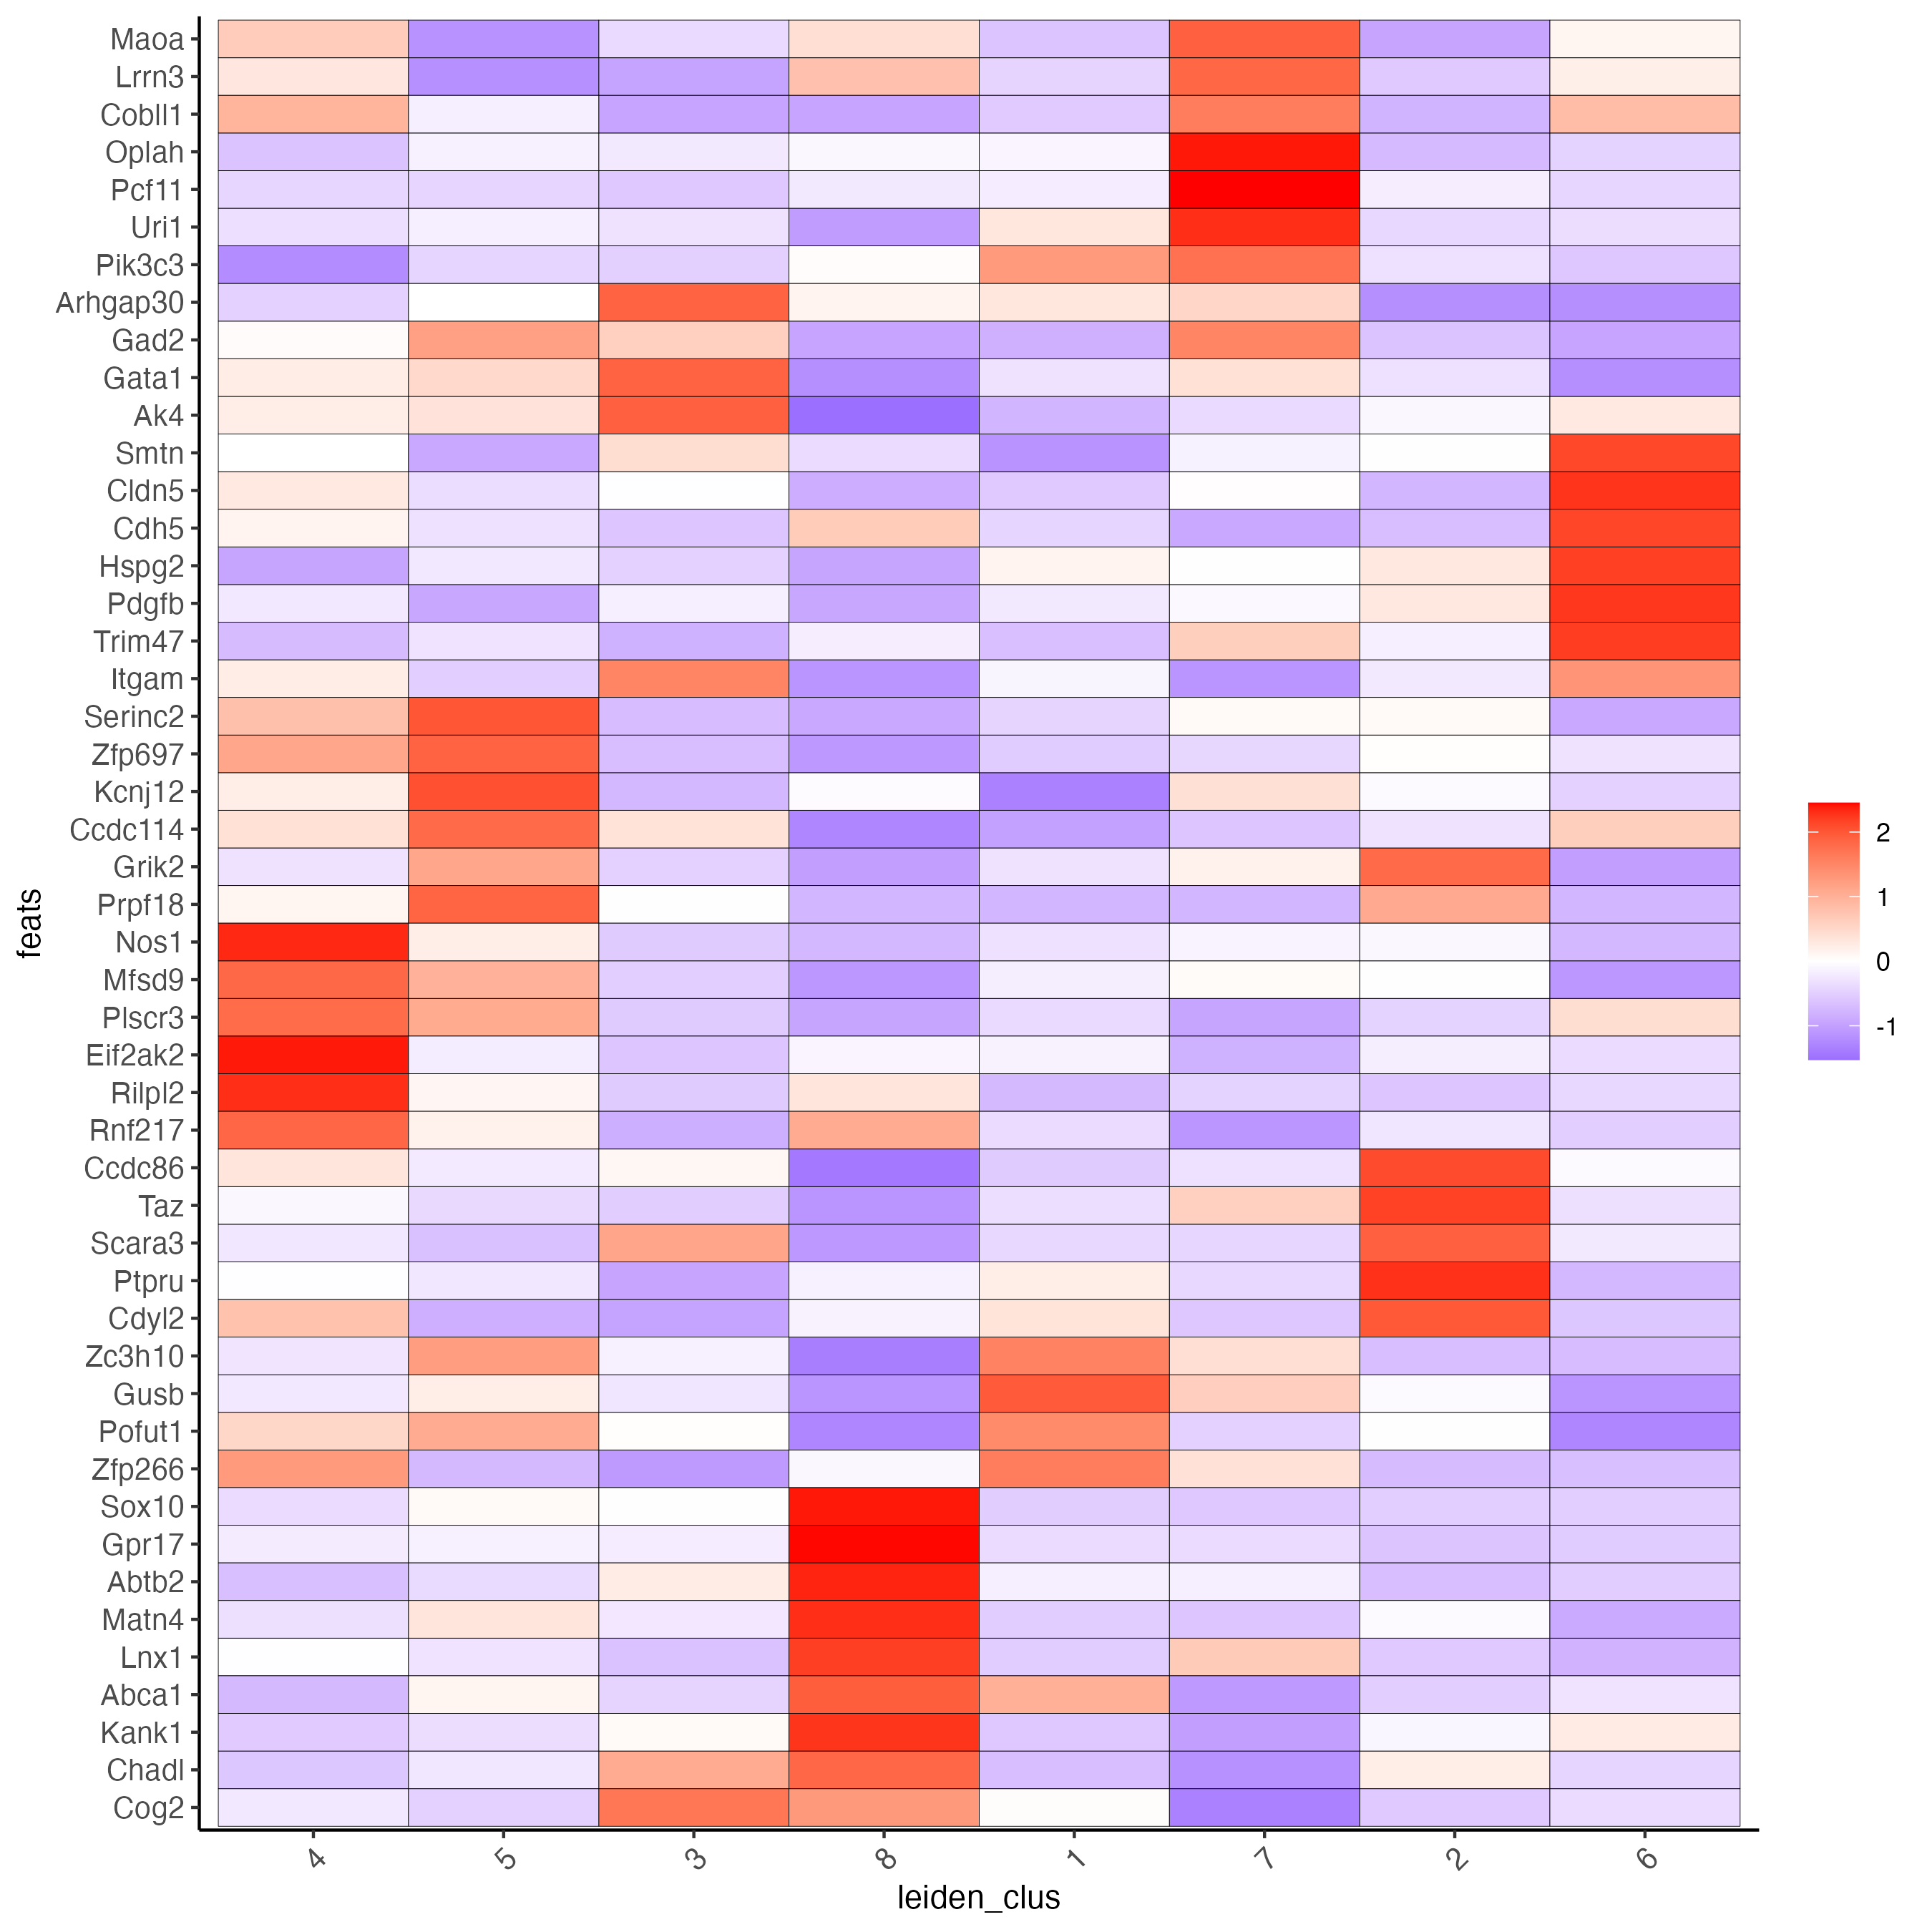 Maoa
Lrrn3
Cobll1
Oplah
Pcf11
Uri1
Pik3c3
Arhgap30
Gad2
Gata1
Ak4
Smtn
Cldn5
Cdh5
Hspg2
Pdgfb
Trim47
Itgam
Serinc2
Zfp697
Kcnj12
Ccdc114
Grik2
Prpf18
Nos1
Mfsd9
Plscr3
Eif2ak2
Rilpl2
Rnf217
Ccdc86
Taz
Scara3
Ptpru
Cdyl2
Zc3h10
Gusb
Pofut1
Zfp266
Sox10
Gpr17
Abtb2
Matn4
Lnx1
Abca1
Kank1
Chadl
Cog2
feats
4 5 3 8 1 7 2 6
leiden_clus
2
1
0
-1